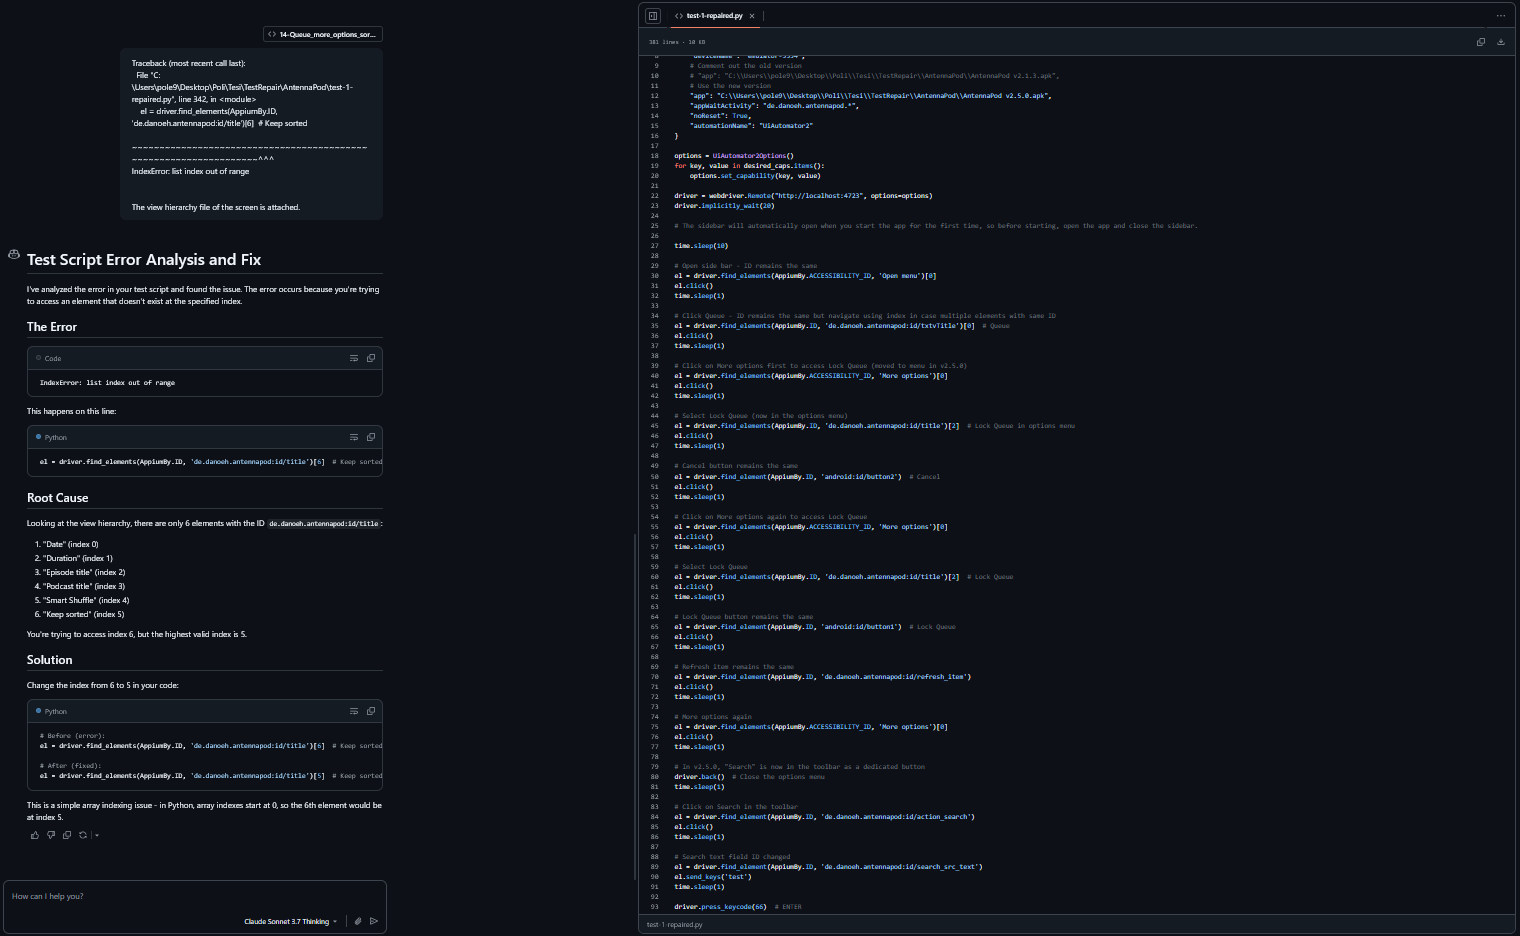 14-Queue_more_options_sor...
Traceback (most recent call last):
File "C:
\Users\pole9\Desktop\Poli\Tesi\TestRepair\AntennaPod\test-1-
repaired.py", line 342, in <module>
el = driver.find_elements(AppiumBy.ID,
'de.danoeh.antennapod:id/title')[6]  # Keep sorted
~~~~~~~~~~~~~~~~~~~~~~~~~~~~~~~~~~~~~~~~~~~
~~~~~~~~~~~~~~~~~~~~~~~^^^
IndexError: list index out of range
The view hierarchy file of the screen is attached.
Test Script Error Analysis and Fix
I've analyzed the error in your test script and found the issue. The error occurs because you're trying
to access an element that doesn't exist at the specified index.
The Error
Code
IndexError: list index out of range
This happens on this line:
Python
el = driver.find_elements(AppiumBy.ID, 'de.danoeh.antennapod:id/title')[6]  # Keep sorted
Root Cause
Looking at the view hierarchy, there are only 6 elements with the ID de.danoeh.antennapod:id/title :
1. "Date" (index 0)
2. "Duration" (index 1)
3. "Episode title" (index 2)
4. "Podcast title" (index 3)
5. "Smart Shuffle" (index 4)
6. "Keep sorted" (index 5)
You're trying to access index 6, but the highest valid index is 5.
Solution
Change the index from 6 to 5 in your code:
Python
# Before (error):
el = driver.find_elements(AppiumBy.ID, 'de.danoeh.antennapod:id/title')[6]  # Keep sorted
# After (fixed):
el = driver.find_elements(AppiumBy.ID, 'de.danoeh.antennapod:id/title')[5]  # Keep sorted
This is a simple array indexing issue - in Python, array indexes start at 0, so the 6th element would be
at index 5.
How can I help you?
Claude Sonnet 3.7 Thinking
test-1-repaired.py
381 lines · 10 KB
9 # Comment out the old version
10 # "app": "C:\\Users\\pole9\\Desktop\\Poli\\Tesi\\TestRepair\\AntennaPod\\AntennaPod v2.1.3.apk",
11 # Use the new version
12 "app": "C:\\Users\\pole9\\Desktop\\Poli\\Tesi\\TestRepair\\AntennaPod\\AntennaPod v2.5.0.apk",
13 "appWaitActivity": "de.danoeh.antennapod.*",
14 "noReset": True,
15 "automationName": "UiAutomator2"
16 }
17
18 options = UiAutomator2Options()
19 for key, value in desired_caps.items():
20 options.set_capability(key, value)
21
22 driver = webdriver.Remote("http://localhost:4723", options=options)
23 driver.implicitly_wait(20)
24
25 # The sidebar will automatically open when you start the app for the first time, so before starting, open the app and close the sidebar.
26
27 time.sleep(10)
28
29 # Open side bar - ID remains the same
30 el = driver.find_elements(AppiumBy.ACCESSIBILITY_ID, 'Open menu')[0]
31 el.click()
32 time.sleep(1)
33
34 # Click Queue - ID remains the same but navigate using index in case multiple elements with same ID
35 el = driver.find_elements(AppiumBy.ID, 'de.danoeh.antennapod:id/txtvTitle')[0]  # Queue
36 el.click()
37 time.sleep(1)
38
39 # Click on More options first to access Lock Queue (moved to menu in v2.5.0)
40 el = driver.find_elements(AppiumBy.ACCESSIBILITY_ID, 'More options')[0]
41 el.click()
42 time.sleep(1)
43
44 # Select Lock Queue (now in the options menu)
45 el = driver.find_elements(AppiumBy.ID, 'de.danoeh.antennapod:id/title')[2]  # Lock Queue in options menu
46 el.click()
47 time.sleep(1)
48
49 # Cancel button remains the same
50 el = driver.find_element(AppiumBy.ID, 'android:id/button2')  # Cancel
51 el.click()
52 time.sleep(1)
53
54 # Click on More options again to access Lock Queue
55 el = driver.find_elements(AppiumBy.ACCESSIBILITY_ID, 'More options')[0]
56 el.click()
57 time.sleep(1)
58
59 # Select Lock Queue
60 el = driver.find_elements(AppiumBy.ID, 'de.danoeh.antennapod:id/title')[2]  # Lock Queue
61 el.click()
62 time.sleep(1)
63
64 # Lock Queue button remains the same
65 el = driver.find_element(AppiumBy.ID, 'android:id/button1')  # Lock Queue
66 el.click()
67 time.sleep(1)
68
69 # Refresh item remains the same
70 el = driver.find_element(AppiumBy.ID, 'de.danoeh.antennapod:id/refresh_item')
71 el.click()
72 time.sleep(1)
73
74 # More options again
75 el = driver.find_elements(AppiumBy.ACCESSIBILITY_ID, 'More options')[0]
76 el.click()
77 time.sleep(1)
78
79 # In v2.5.0, "Search" is now in the toolbar as a dedicated button
80 driver.back()  # Close the options menu
81 time.sleep(1)
82
83 # Click on Search in the toolbar
84 el = driver.find_element(AppiumBy.ID, 'de.danoeh.antennapod:id/action_search')
85 el.click()
86 time.sleep(1)
87
88 # Search text field ID changed
89 el = driver.find_element(AppiumBy.ID, 'de.danoeh.antennapod:id/search_src_text')
90 el.send_keys('test')
91 time.sleep(1)
92
93 driver.press_keycode(66)  # ENTER
test-1-repaired.py